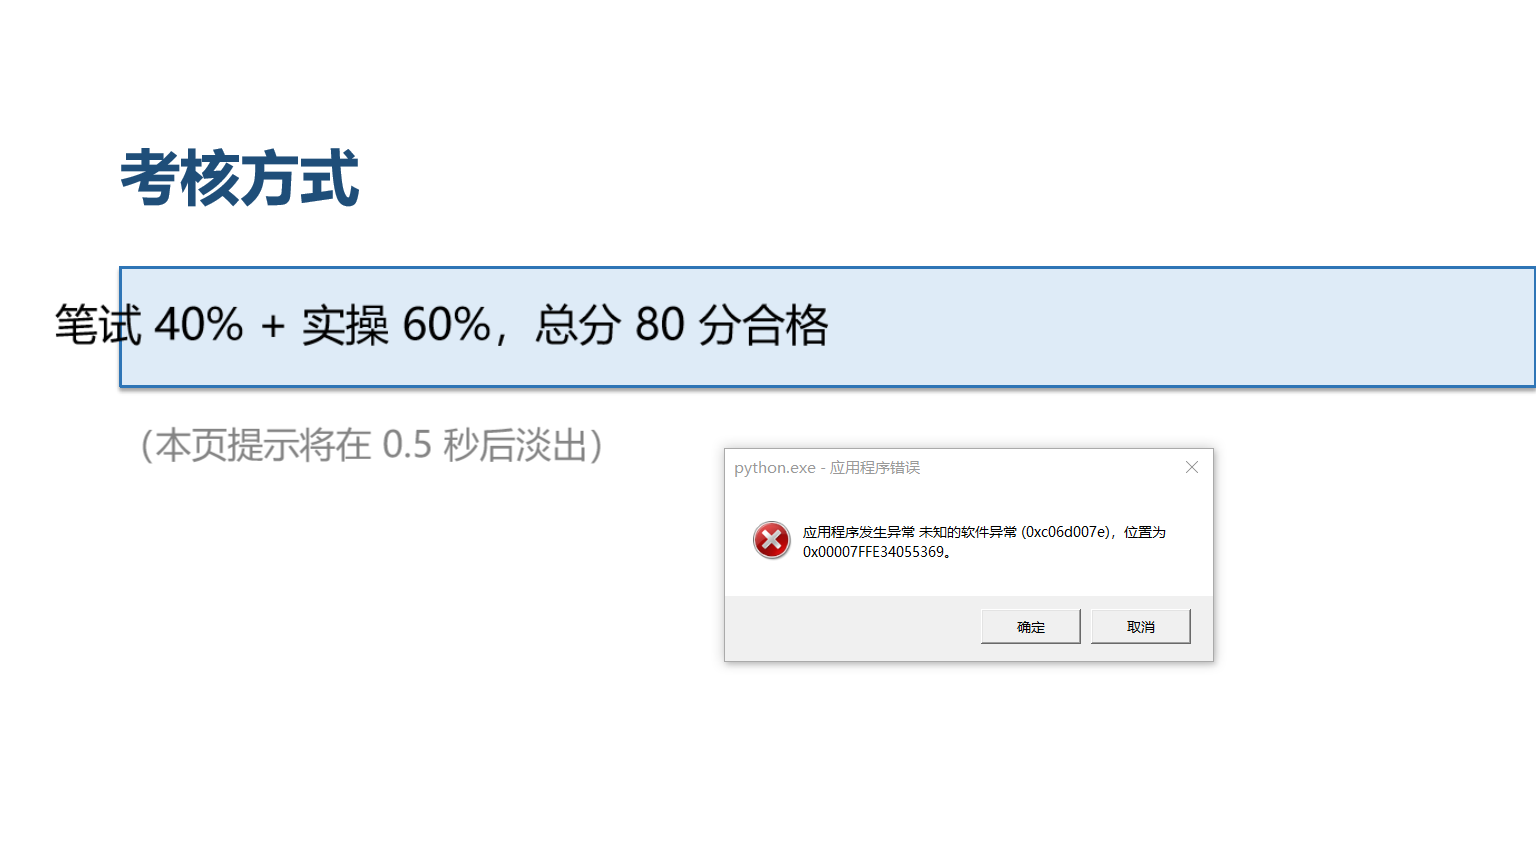 考核方式
笔试 40% + 实操 60%，总分 80 分合格
（本页提示将在 0.5 秒后淡出）
python.exe - 应用程序错误
应用程序发生异常 未知的软件异常 (0xc06d007e)，位置为
0x00007FFE34055369。
确定
取消